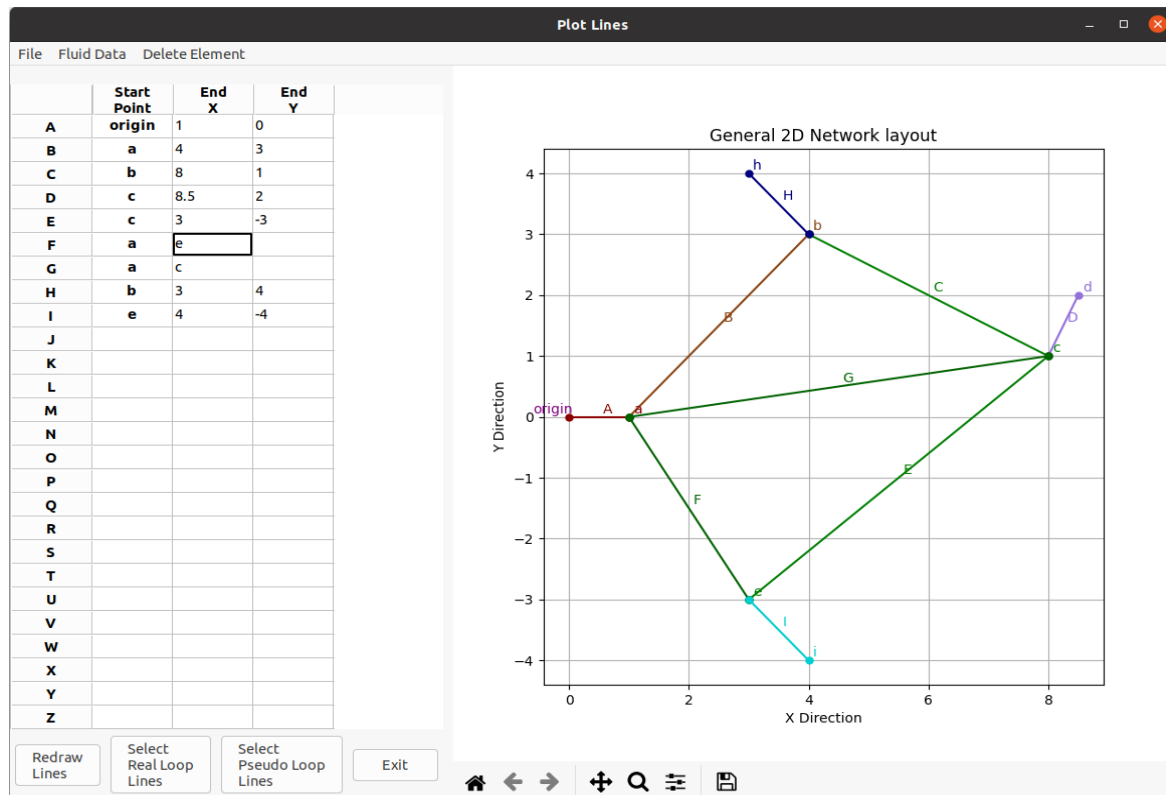 Plot Lines
File Fluid Data Delete Element
Start Point End X End Y
A origin 1 0
B a 4 3
C b 8 1
D c 8.5 2
E c 3 -3
F a e
G a c
H b 3 4
I e 4 -4
J
K
L
M
N
O
P
Q
R
S
T
U
V
W
X
Y
Z
Redraw Lines
Select Real Loop Lines
Select Pseudo Loop Lines
Exit
General 2D Network layout
4
3
2
1
0
−1
−2
−3
−4
Y Direction
h
H
b
C
d
D
B
c
G
origin A a
E
F
e
I
i
0 2 4 6 8
X Direction